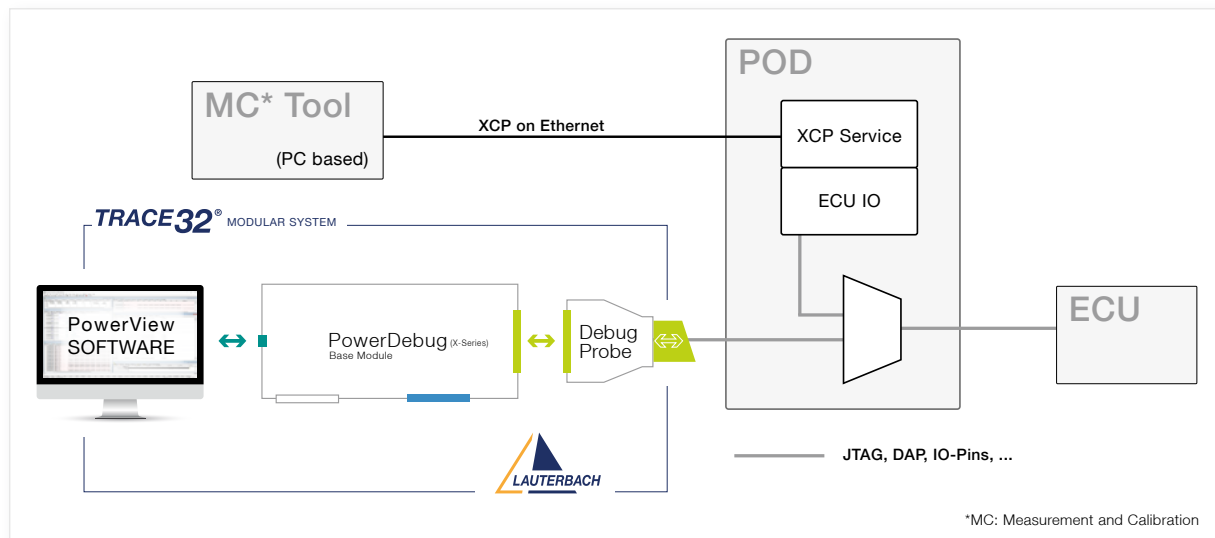 POD
MC* Tool
(PC based)
XCP on Ethernet
XCP Service
ECU IO
TRACE32® MODULAR SYSTEM
PowerView
SOFTWARE
PowerDebug (X-Series)
Base Module
Debug
Probe
ECU
LAUTERBACH
JTAG, DAP, IO-Pins, ...
*MC: Measurement and Calibration